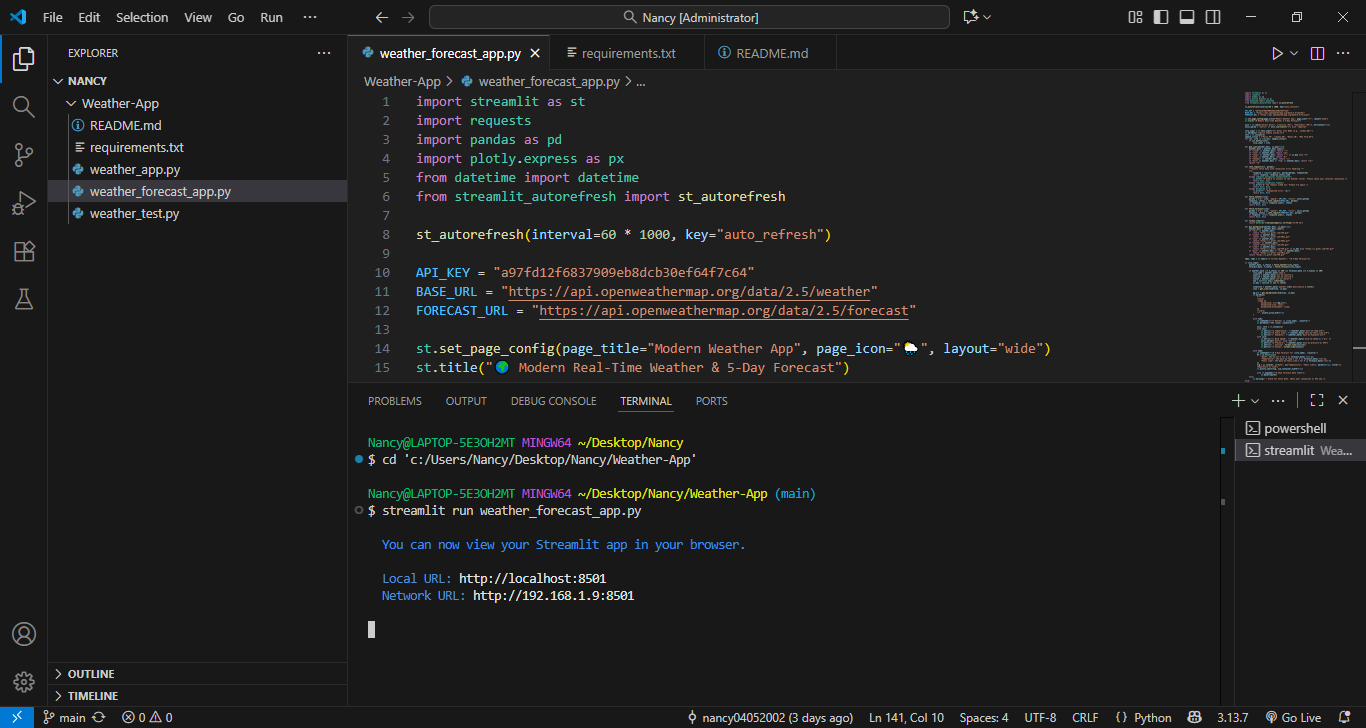 File Edit Selection View Go Run ··· Nancy [Administrator]
EXPLORER ···
NANCY
Weather-App
README.md
requirements.txt
weather_app.py
weather_forecast_app.py
weather_test.py
OUTLINE
TIMELINE
weather_forecast_app.py requirements.txt README.md
Weather-App > weather_forecast_app.py > ...
1 import streamlit as st
2 import requests
3 import pandas as pd
4 import plotly.express as px
5 from datetime import datetime
6 from streamlit_autorefresh import st_autorefresh
7
8 st_autorefresh(interval=60 * 1000, key="auto_refresh")
9
10 API_KEY = "a97fd12f6837909eb8dcb30ef64f7c64"
11 BASE_URL = "https://api.openweathermap.org/data/2.5/weather"
12 FORECAST_URL = "https://api.openweathermap.org/data/2.5/forecast"
13
14 st.set_page_config(page_title="Modern Weather App", page_icon="🌦️", layout="wide")
15 st.title("🌍 Modern Real-Time Weather & 5-Day Forecast")
PROBLEMS OUTPUT DEBUG CONSOLE TERMINAL PORTS
Nancy@LAPTOP-5E3OH2MT MINGW64 ~/Desktop/Nancy
$ cd 'c:/Users/Nancy/Desktop/Nancy/Weather-App'
Nancy@LAPTOP-5E3OH2MT MINGW64 ~/Desktop/Nancy/Weather-App (main)
$ streamlit run weather_forecast_app.py
You can now view your Streamlit app in your browser.
Local URL: http://localhost:8501
Network URL: http://192.168.1.9:8501
powershell
streamlit Wea...
main 0 0 nancy04052002 (3 days ago) Ln 141, Col 10 Spaces: 4 UTF-8 CRLF {} Python 3.13.7 Go Live